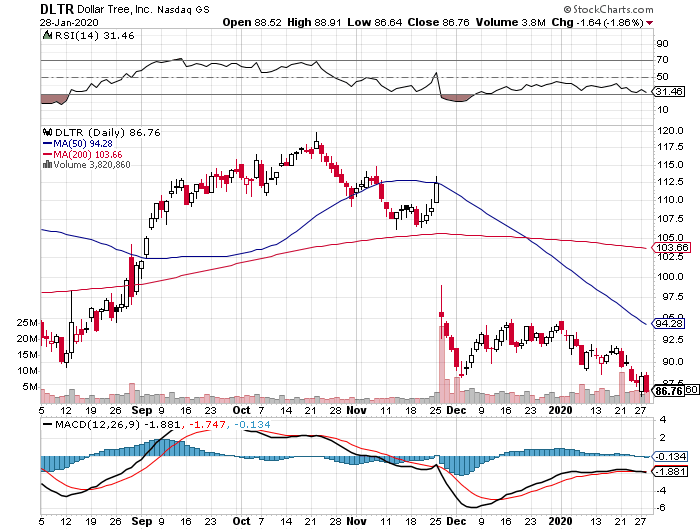 DLTR Dollar Tree, Inc. Nasdaq GS © StockCharts.com
28-Jan-2020 Open 88.52 High 88.91 Low 86.64 Close 86.76 Volume 3.8M Chg -1.64 (-1.86%)
RSI(14) 31.46
90
70
50
31.46
10
DLTR (Daily) 86.76
MA(50) 94.28
MA(200) 103.66
Volume 3,820,860
120.0
117.5
115.0
112.5
110.0
107.5
105.0
103.66
102.5
100.0
97.5
95.0
94.28
92.5
90.0
87.5
86.76
60
25M
20M
15M
10M
5M
5 12 19 26 Sep 9 16 23 Oct 7 14 21 Nov 11 18 25 Dec 9 16 23 2020 13 21 27
MACD(12,26,9) -1.881, -1.747, -0.134
4
2
-0.134
-1.881
-4
-6
5 12 19 26 Sep 9 16 23 Oct 7 14 21 Nov 11 18 25 Dec 9 16 23 2020 13 21 27